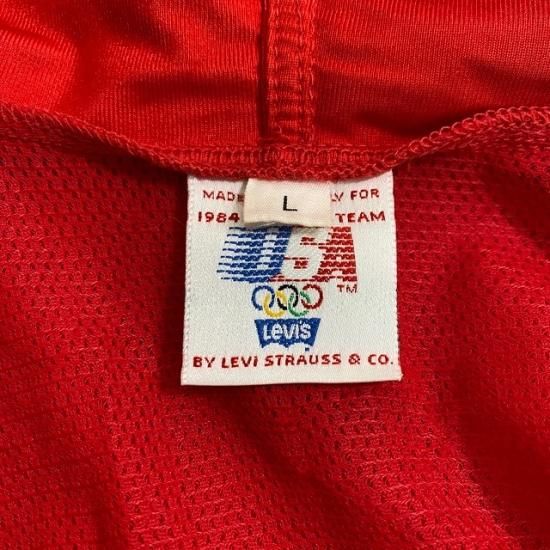 MADE LY FOR
L
1984 TEAM
USA
TM
Levi's
BY LEVI STRAUSS & CO.